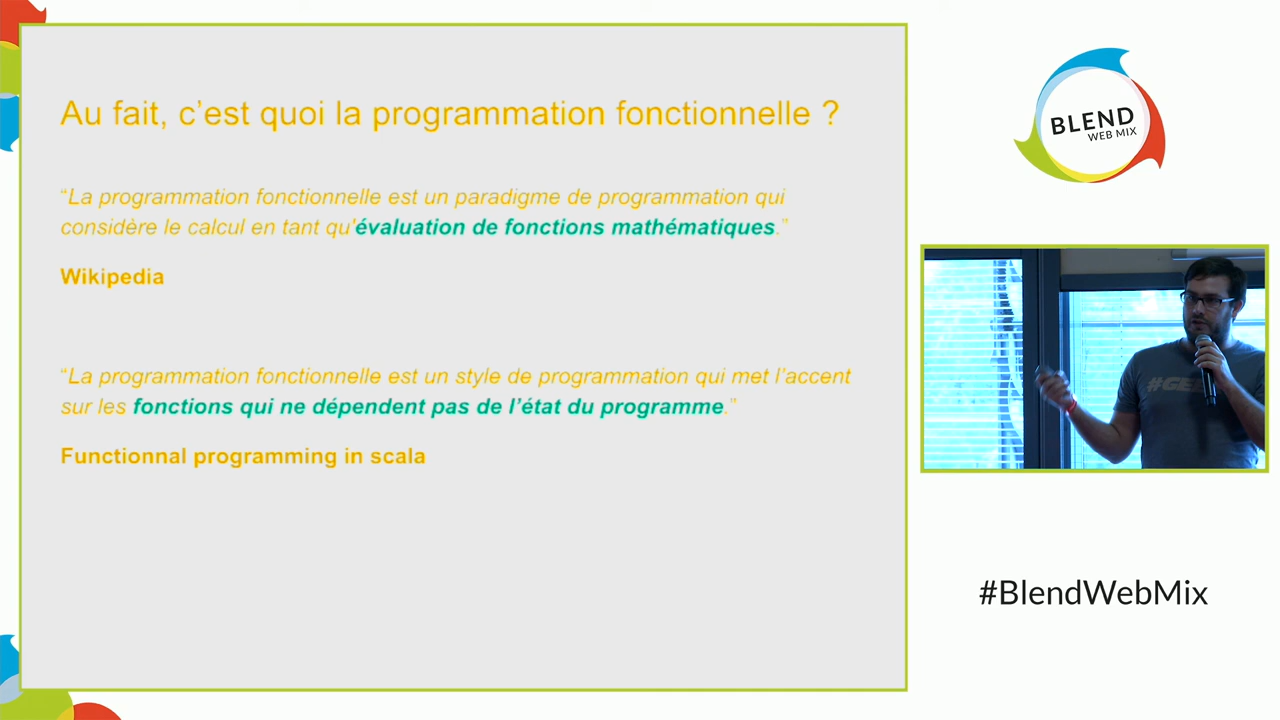 Au fait, c’est quoi la programmation fonctionnelle ?
“La programmation fonctionnelle est un paradigme de programmation qui
considère le calcul en tant qu’évaluation de fonctions mathématiques.”
Wikipedia
“La programmation fonctionnelle est un style de programmation qui met l’accent
sur les fonctions qui ne dépendent pas de l’état du programme.”
Functionnal programming in scala
BLEND
WEB MIX
#BlendWebMix